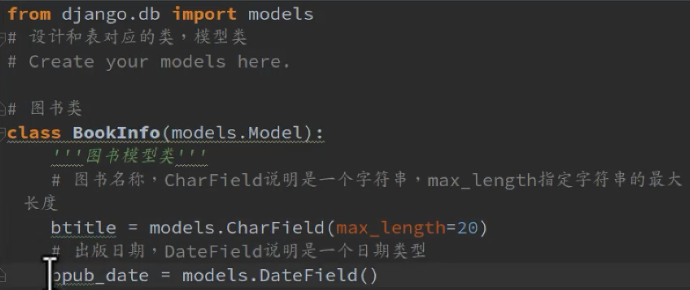 from django.db import models
# 设计和表对应的类，模型类
# Create your models here.
# 图书类
class BookInfo(models.Model):
'''图书模型类'''
# 图书名称，CharField说明是一个字符串，max_length指定字符串的最大
长度
btitle = models.CharField(max_length=20)
# 出版日期，DateField说明是一个日期类型
bpub_date = models.DateField()